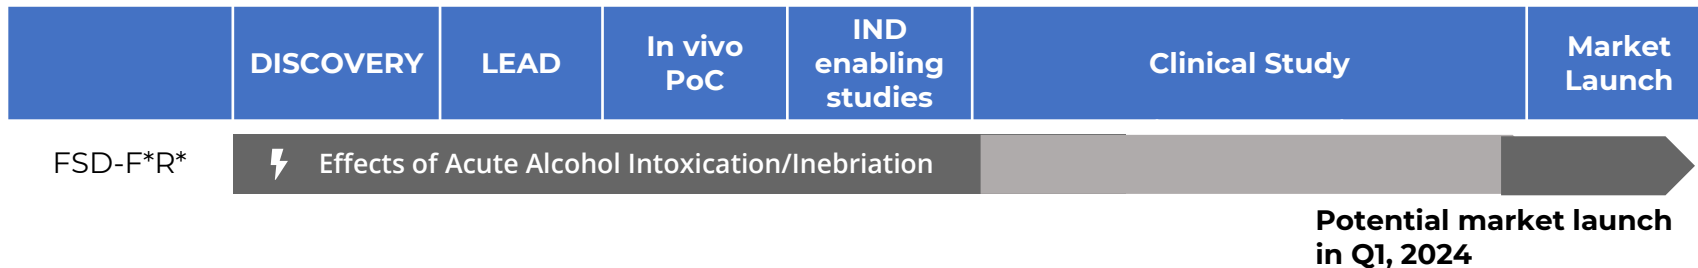 DISCOVERY
LEAD
In vivo
PoC
IND
enabling
studies
Clinical Study
Market
Launch
FSD-F*R*
Effects of Acute Alcohol Intoxication/Inebriation
Potential market launch
in Q1, 2024